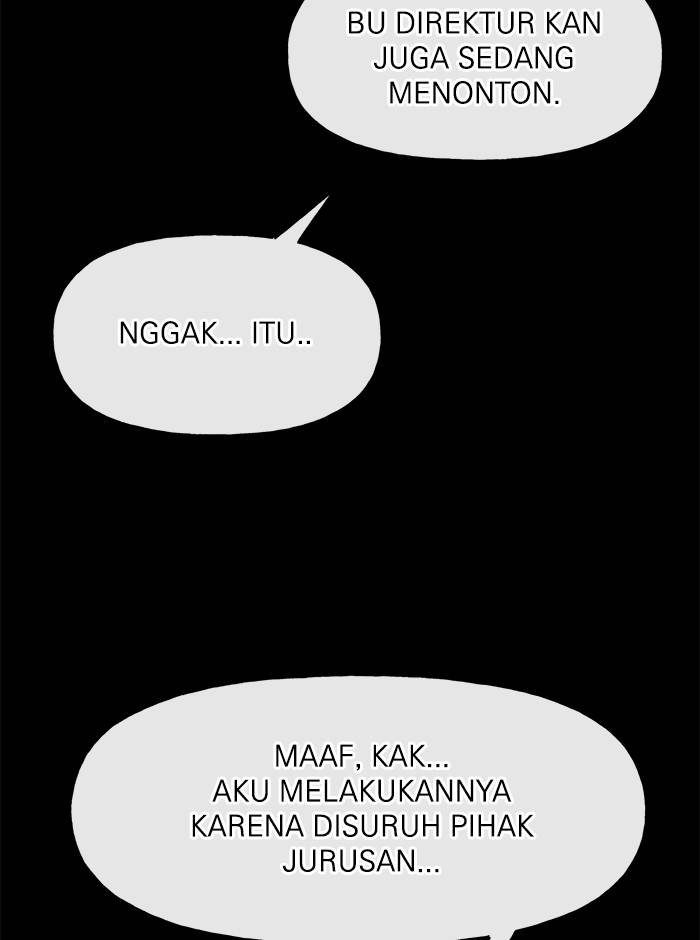 BU DIREKTUR KAN
JUGA SEDANG
MENONTON.
NGGAK... ITU..
MAAF, KAK...
AKU MELAKUKANNYA
KARENA DISURUH PIHAK
JURUSAN...